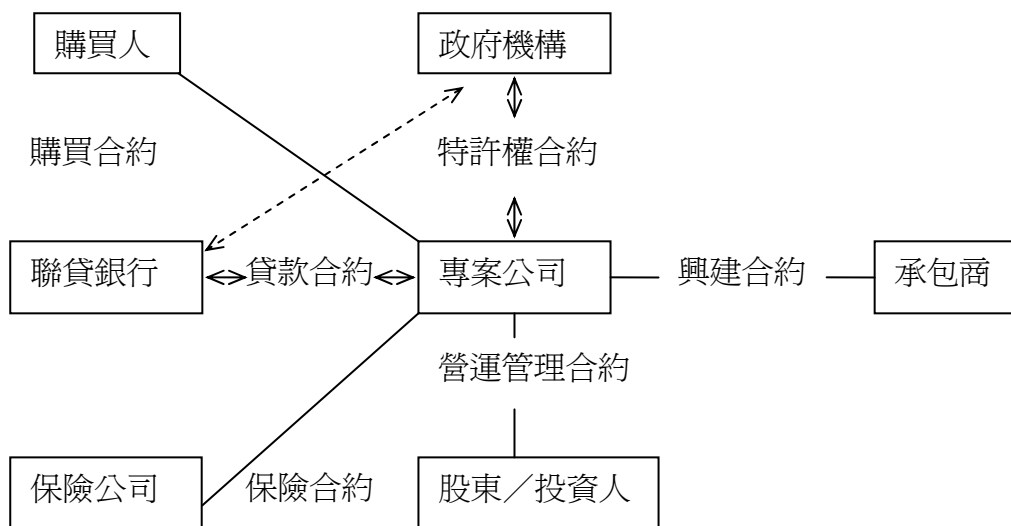 購買人
政府機構
購買合約
特許權合約
聯貸銀行
貸款合約
專案公司
興建合約
承包商
營運管理合約
保險公司
保險合約
股東／投資人